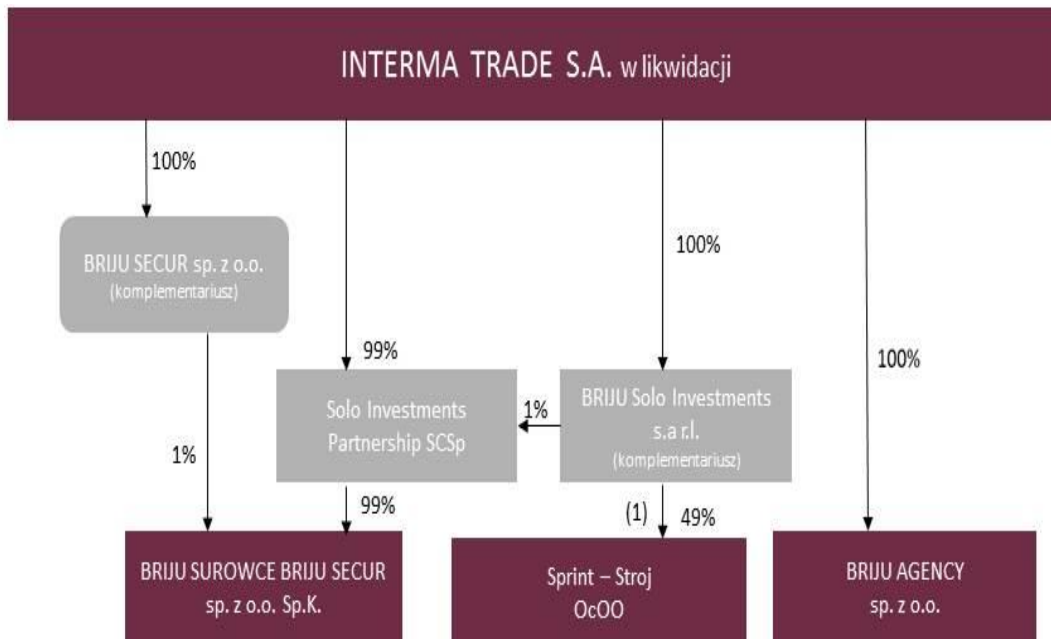 INTERMA TRADE S.A. w likwidacji
100%
BRIJU SECUR sp. z o.o.
(komplementariusz)
100%
99%
100%
Solo Investments
Partnership SCSp
1%
BRIJU Solo Investments
s.a r.l.
(komplementariusz)
1%
99%
(1)
49%
BRIJU SUROWCE BRIJU SECUR
sp. z o.o. Sp.K.
Sprint – Stroj
OcOO
BRIJU AGENCY
sp. z o.o.